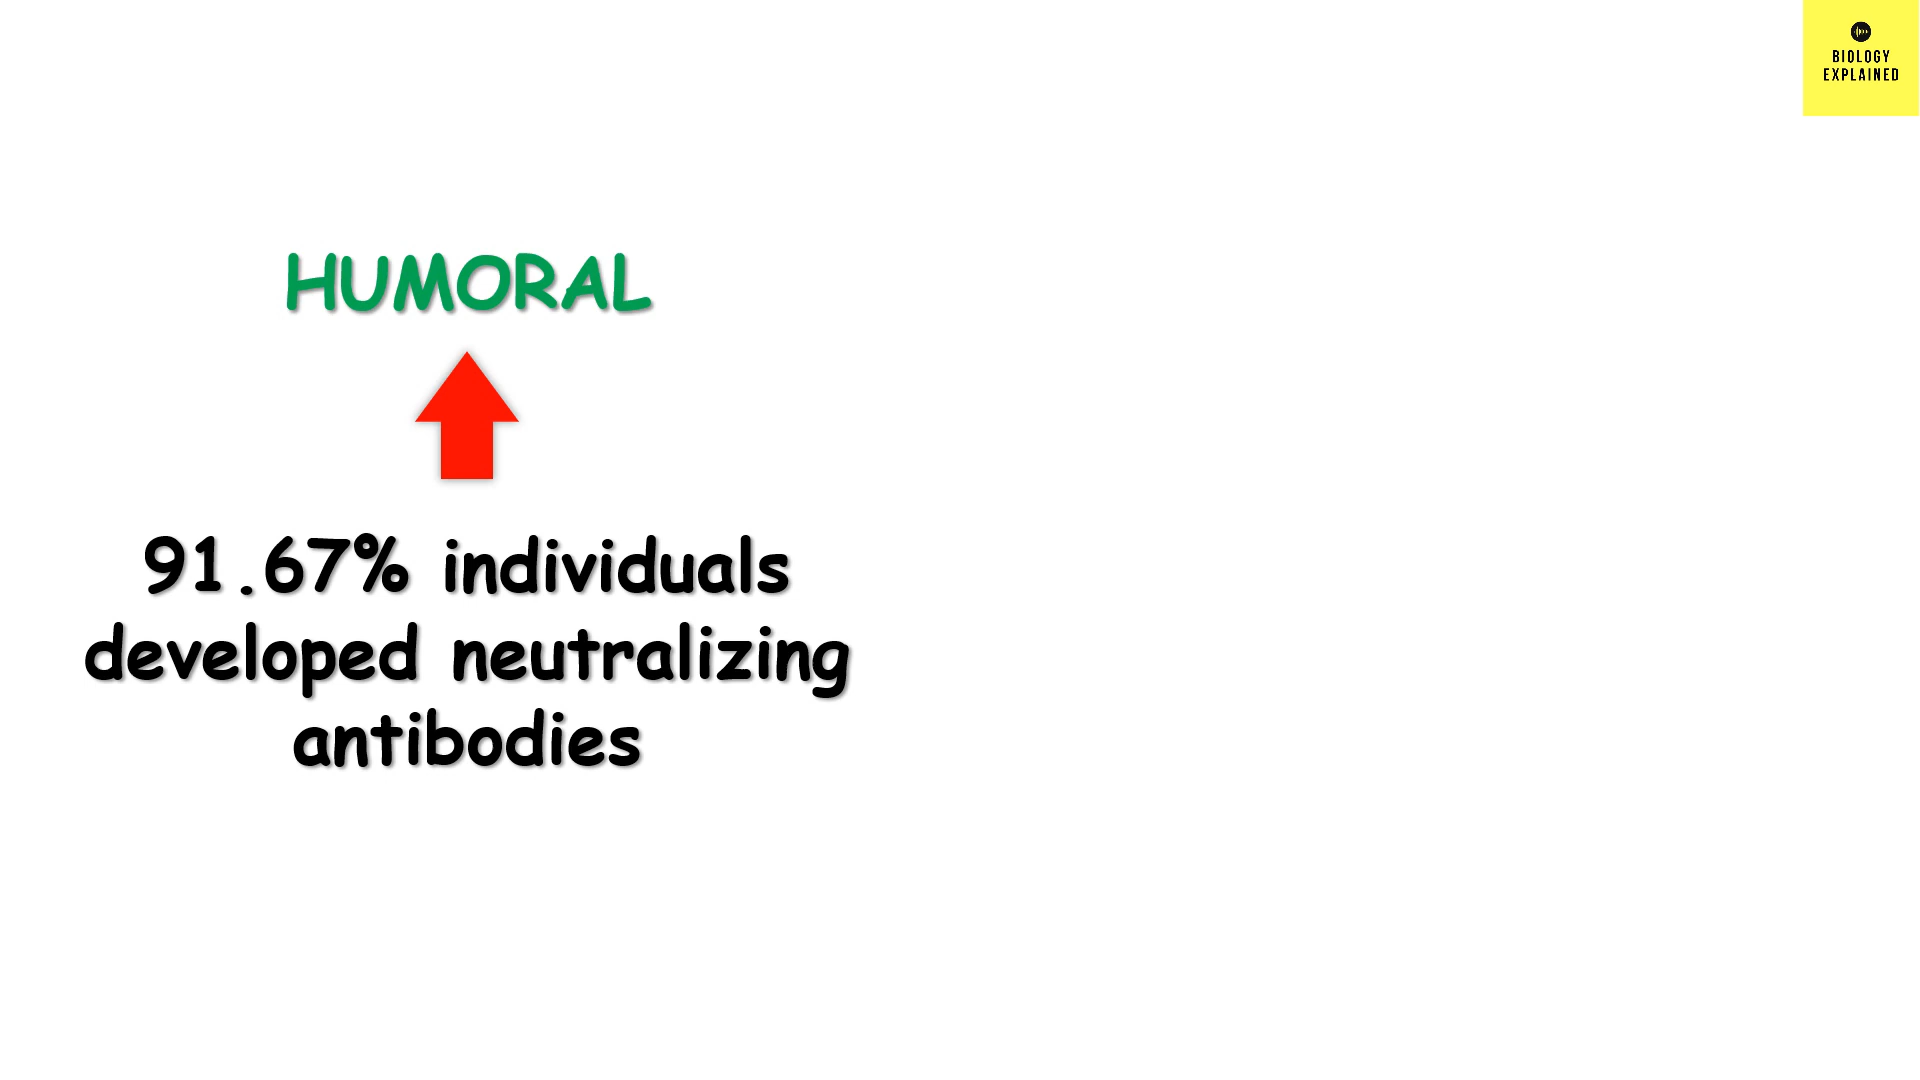 BIOLOGY
EXPLAINED
HUMORAL
91.67% individuals
developed neutralizing
antibodies